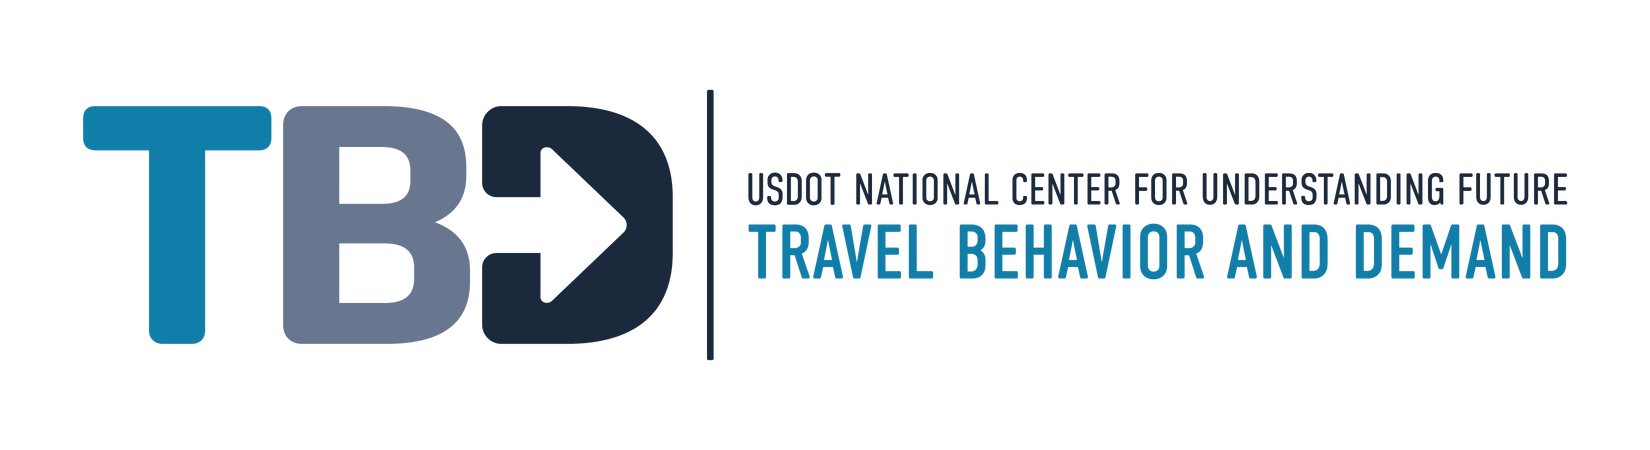 TBD
USDOT NATIONAL CENTER FOR UNDERSTANDING FUTURE
TRAVEL BEHAVIOR AND DEMAND